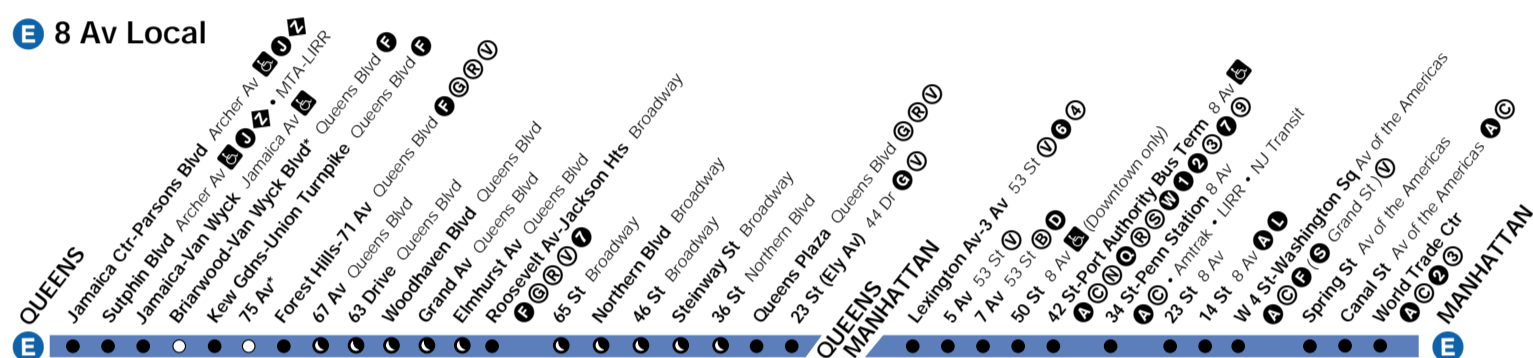 E 8 Av Local
QUEENS
Jamaica Ctr-Parsons Blvd Archer Av J Z
Sutphin Blvd Archer Av J Z • MTA-LIRR
Jamaica-Van Wyck Jamaica Av
Briarwood-Van Wyck Blvd* Queens Blvd F
Kew Gdns-Union Turnpike Queens Blvd F
75 Av*
Forest Hills-71 Av Queens Blvd F G R V
67 Av Queens Blvd
63 Drive Queens Blvd
Woodhaven Blvd Queens Blvd
Grand Av Queens Blvd
Elmhurst Av Queens Blvd
Roosevelt Av-Jackson Hts Broadway
F G R V 7
65 St Broadway
Northern Blvd Broadway
46 St Broadway
Steinway St Broadway
36 St Northern Blvd
Queens Plaza Queens Blvd G R V
23 St (Ely Av) 44 Dr G V
QUEENS
MANHATTAN
Lexington Av-3 Av 53 St V 6 4
5 Av 53 St V
7 Av 53 St B D
50 St 8 Av (Downtown only)
42 St-Port Authority Bus Term 8 Av
A C N Q R S W 1 2 3 7 9
34 St-Penn Station 8 Av
A C • Amtrak • LIRR • NJ Transit
23 St 8 Av
14 St 8 Av A L
W 4 St-Washington Sq Av of the Americas
A C F (S Grand St) V
Spring St Av of the Americas
Canal St Av of the Americas A C
World Trade Ctr
A C 2 3
MANHATTAN
E
E